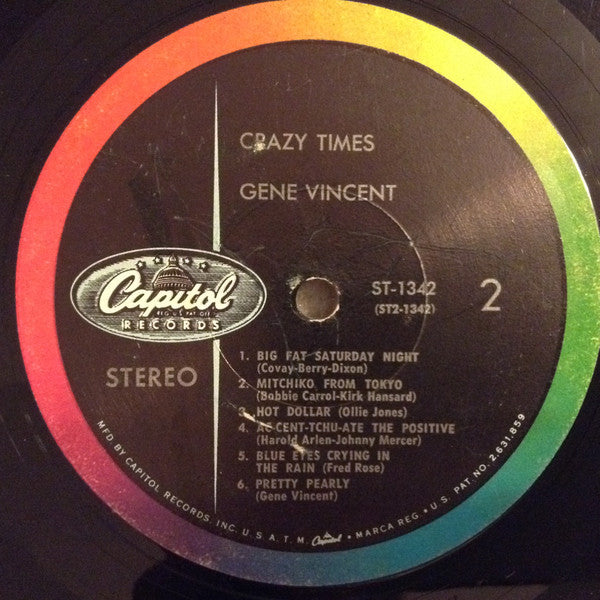 CRAZY TIMES
GENE VINCENT
Capitol
REG. U.S. PAT. OFF.
RECORDS
STEREO
ST-1342
(ST2-1342)
2
1. BIG FAT SATURDAY NIGHT
(Covay-Berry-Dixon)
2. MITCHIKO FROM TOKYO
(Bobbie Carrol-Kirk Hansard)
3. HOT DOLLAR (Ollie Jones)
4. AC-CENT-TCHU-ATE THE POSITIVE
(Harold Arlen-Johnny Mercer)
5. BLUE EYES CRYING IN
THE RAIN (Fred Rose)
6. PRETTY PEARLY
(Gene Vincent)
MFD. BY CAPITOL RECORDS, INC. U.S.A. T.M. Capitol • MARCA REG. • U.S. PAT. NO. 2,631,859